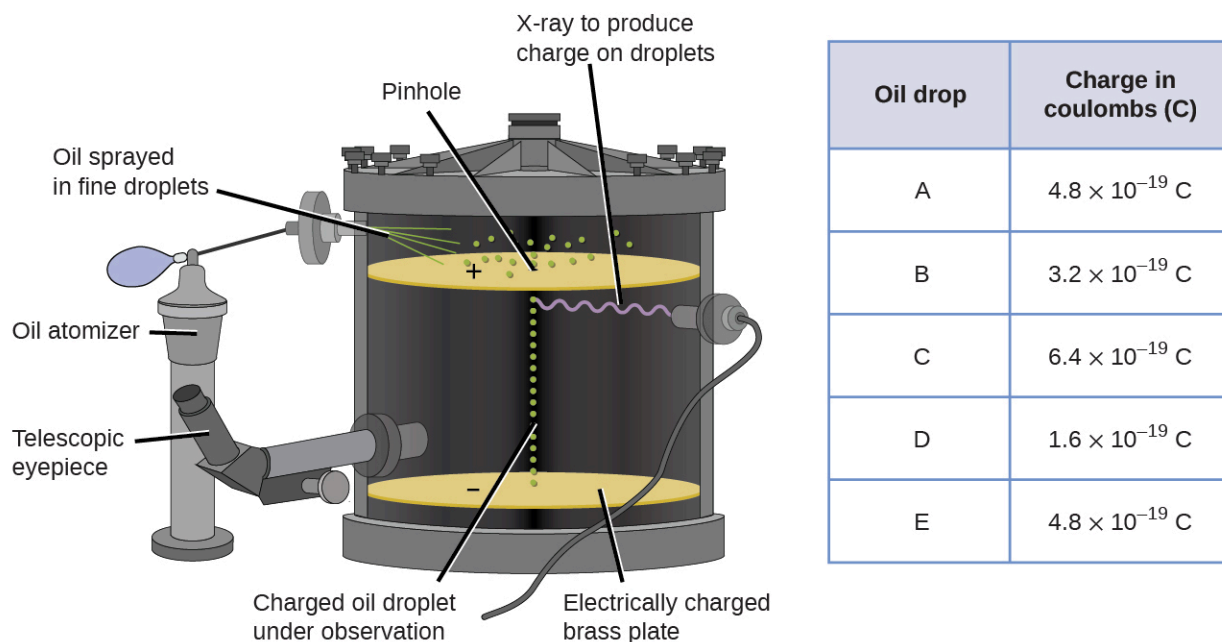 X-ray to produce
charge on droplets
Pinhole
Oil sprayed
in fine droplets
+
Oil atomizer
Telescopic
eyepiece
−
Charged oil droplet
under observation
Electrically charged
brass plate
Oil drop
Charge in
coulombs (C)
A
4.8 × 10⁻¹⁹ C
B
3.2 × 10⁻¹⁹ C
C
6.4 × 10⁻¹⁹ C
D
1.6 × 10⁻¹⁹ C
E
4.8 × 10⁻¹⁹ C